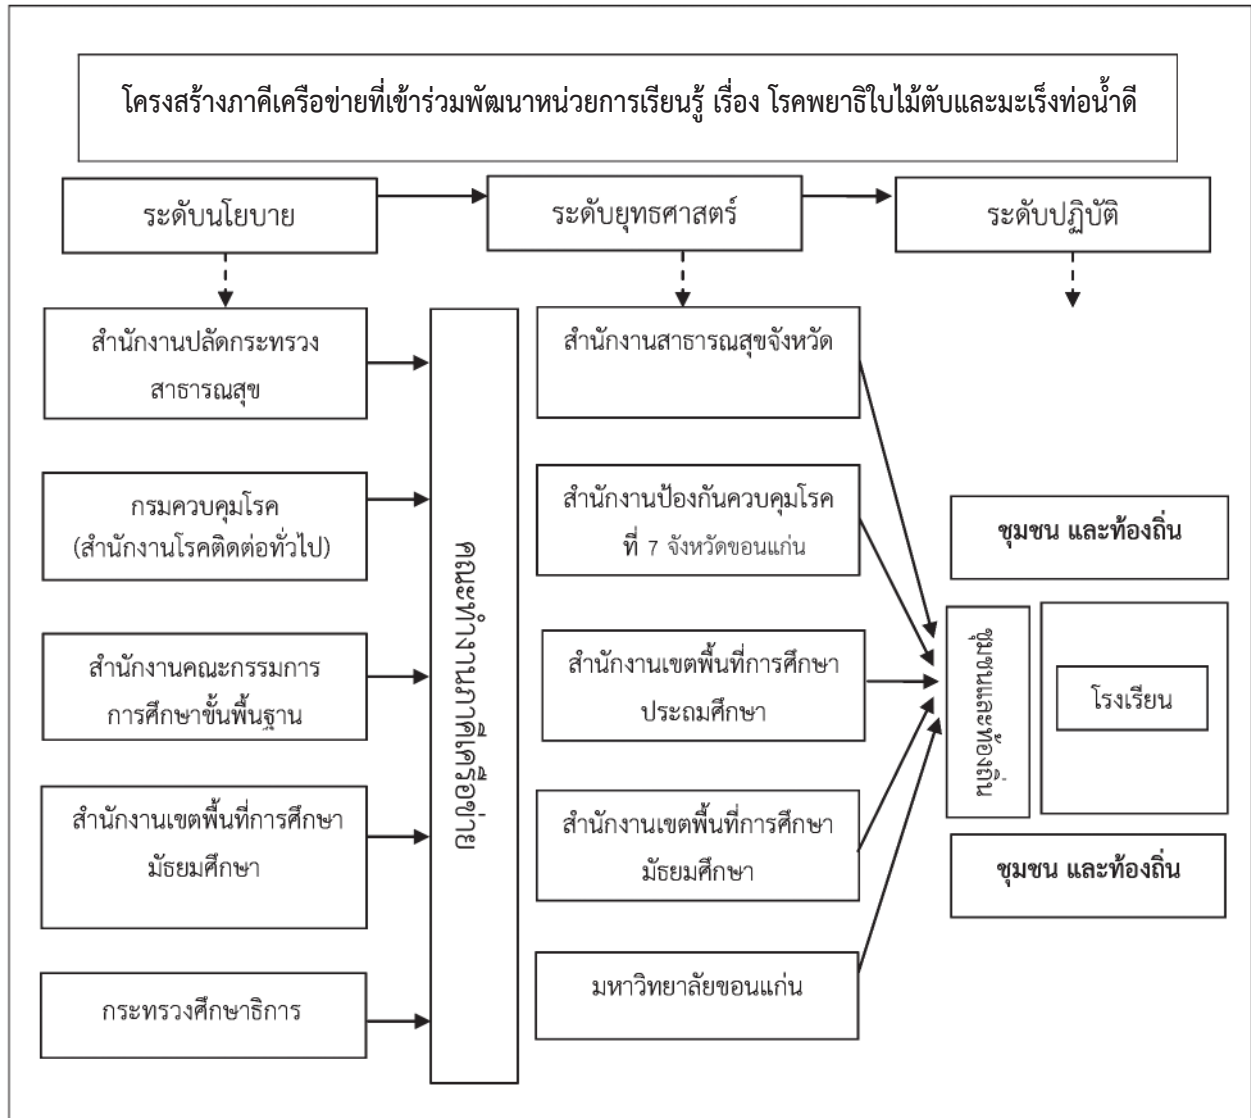 โครงสร้างภาคีเครือข่ายที่เข้าร่วมพัฒนาหน่วยการเรียนรู้ เรื่อง โรคพยาธิใบไม้ตับและมะเร็งท่อน้ำดี
ระดับนโยบาย
ระดับยุทธศาสตร์
ระดับปฏิบัติ
สำนักงานปลัดกระทรวง
สาธารณสุข
กรมควบคุมโรค
(สำนักงานโรคติดต่อทั่วไป)
สำนักงานคณะกรรมการ
การศึกษาขั้นพื้นฐาน
สำนักงานเขตพื้นที่การศึกษา
มัธยมศึกษา
กระทรวงศึกษาธิการ
คณะทำงานภาคีเครือข่าย
สำนักงานสาธารณสุขจังหวัด
สำนักงานป้องกันควบคุมโรค
ที่ 7 จังหวัดขอนแก่น
สำนักงานเขตพื้นที่การศึกษา
ประถมศึกษา
สำนักงานเขตพื้นที่การศึกษา
มัธยมศึกษา
มหาวิทยาลัยขอนแก่น
ชุมชน และท้องถิ่น
ชุมชนและท้องถิ่น
โรงเรียน
ชุมชน และท้องถิ่น